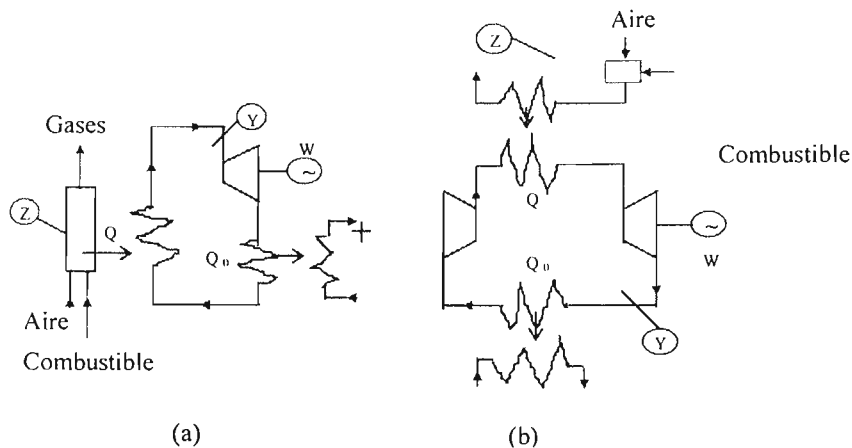 Gases
Z
Q
Aire
Combustible
Y
W
~
Q₀
(a)
Aire
Z
Combustible
Q
~
W
Q₀
Y
(b)